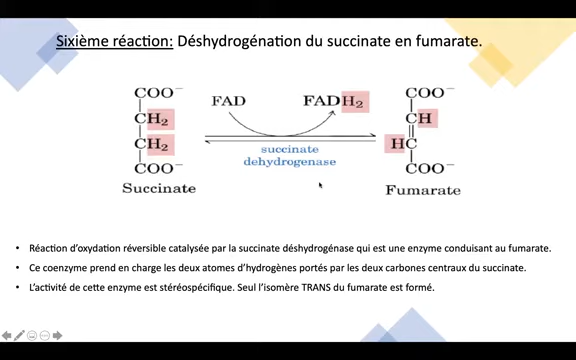 Sixième réaction: Déshydrogénation du succinate en fumarate.
COO⁻
CH₂
CH₂
COO⁻
Succinate
FAD
FADH₂
succinate
dehydrogenase
COO⁻
CH
HC
COO⁻
Fumarate
• Réaction d'oxydation réversible catalysée par la succinate déshydrogénase qui est une enzyme conduisant au fumarate.
• Ce coenzyme prend en charge les deux atomes d'hydrogènes portés par les deux carbones centraux du succinate.
• L'activité de cette enzyme est stéréospécifique. Seul l'isomère TRANS du fumarate est formé.